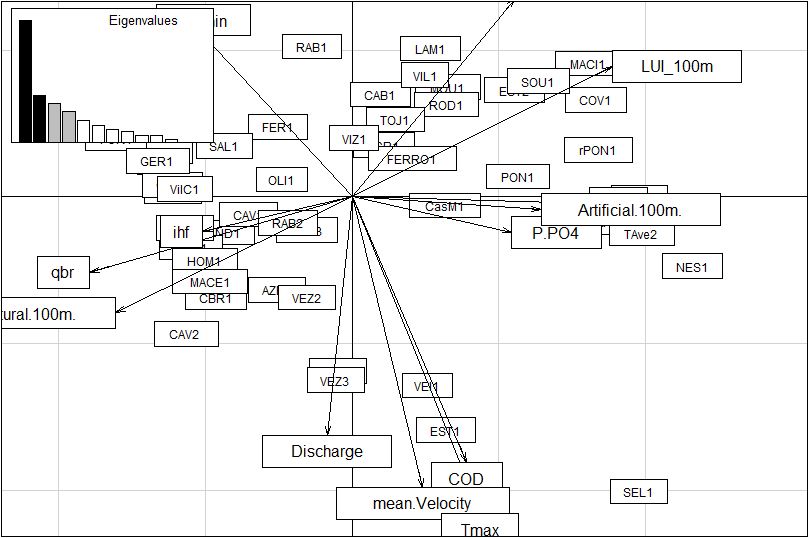 Eigenvalues
in
RAB1
LAM1
VIL1
MACI1
LUI_100m
SOU1
CAB1
ROD1
COV1
TOJ1
FER1
VIZ1
SAL1
rPON1
GER1
FERRO1
PON1
OLI1
VilC1
CasM1
Artificial.100m.
CAV
RAB2
ihf
ND1
P.PO4
TAve2
HOM1
NES1
qbr
MACE1
AZ
VEZ2
CBR1
tural.100m.
CAV2
VEZ3
VEI1
EST1
Discharge
COD
SEL1
mean.Velocity
Tmax